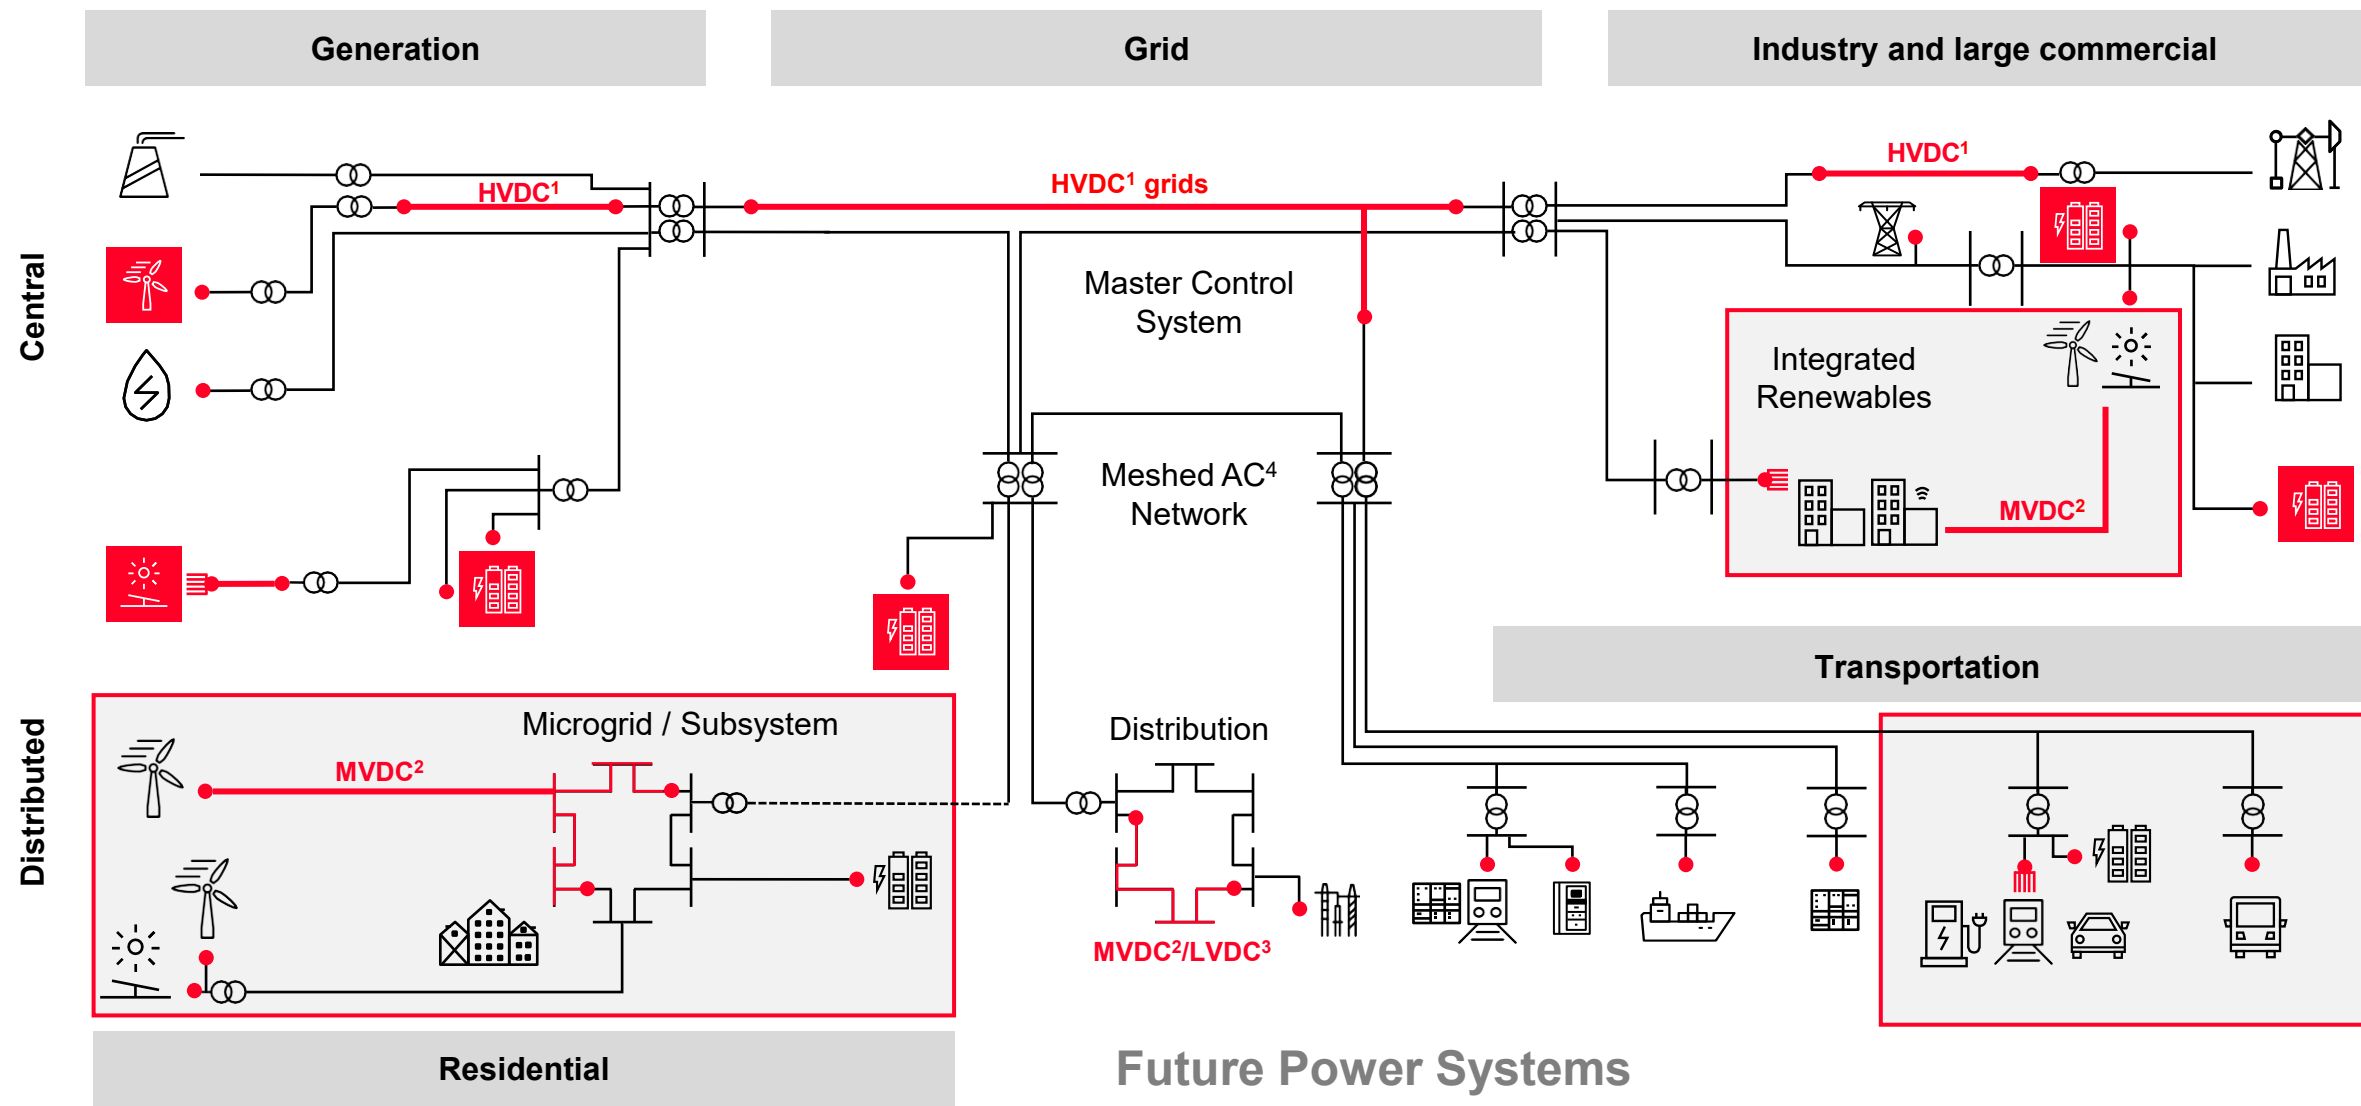 Generation
Grid
Industry and large commercial
Central
HVDC¹
HVDC¹ grids
HVDC¹
Master Control
System
Integrated
Renewables
Meshed AC⁴
Network
MVDC²
Transportation
Distributed
Microgrid / Subsystem
MVDC²
Distribution
MVDC²/LVDC³
Residential
Future Power Systems